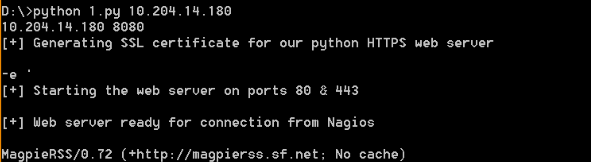 D:\>python 1.py 10.204.14.180
10.204.14.180 8080
[+] Generating SSL certificate for our python HTTPS web server
-e '
[+] Starting the web server on ports 80 & 443
[+] Web server ready for connection from Nagios
MagpieRSS/0.72 (+http://magpierss.sf.net; No cache)